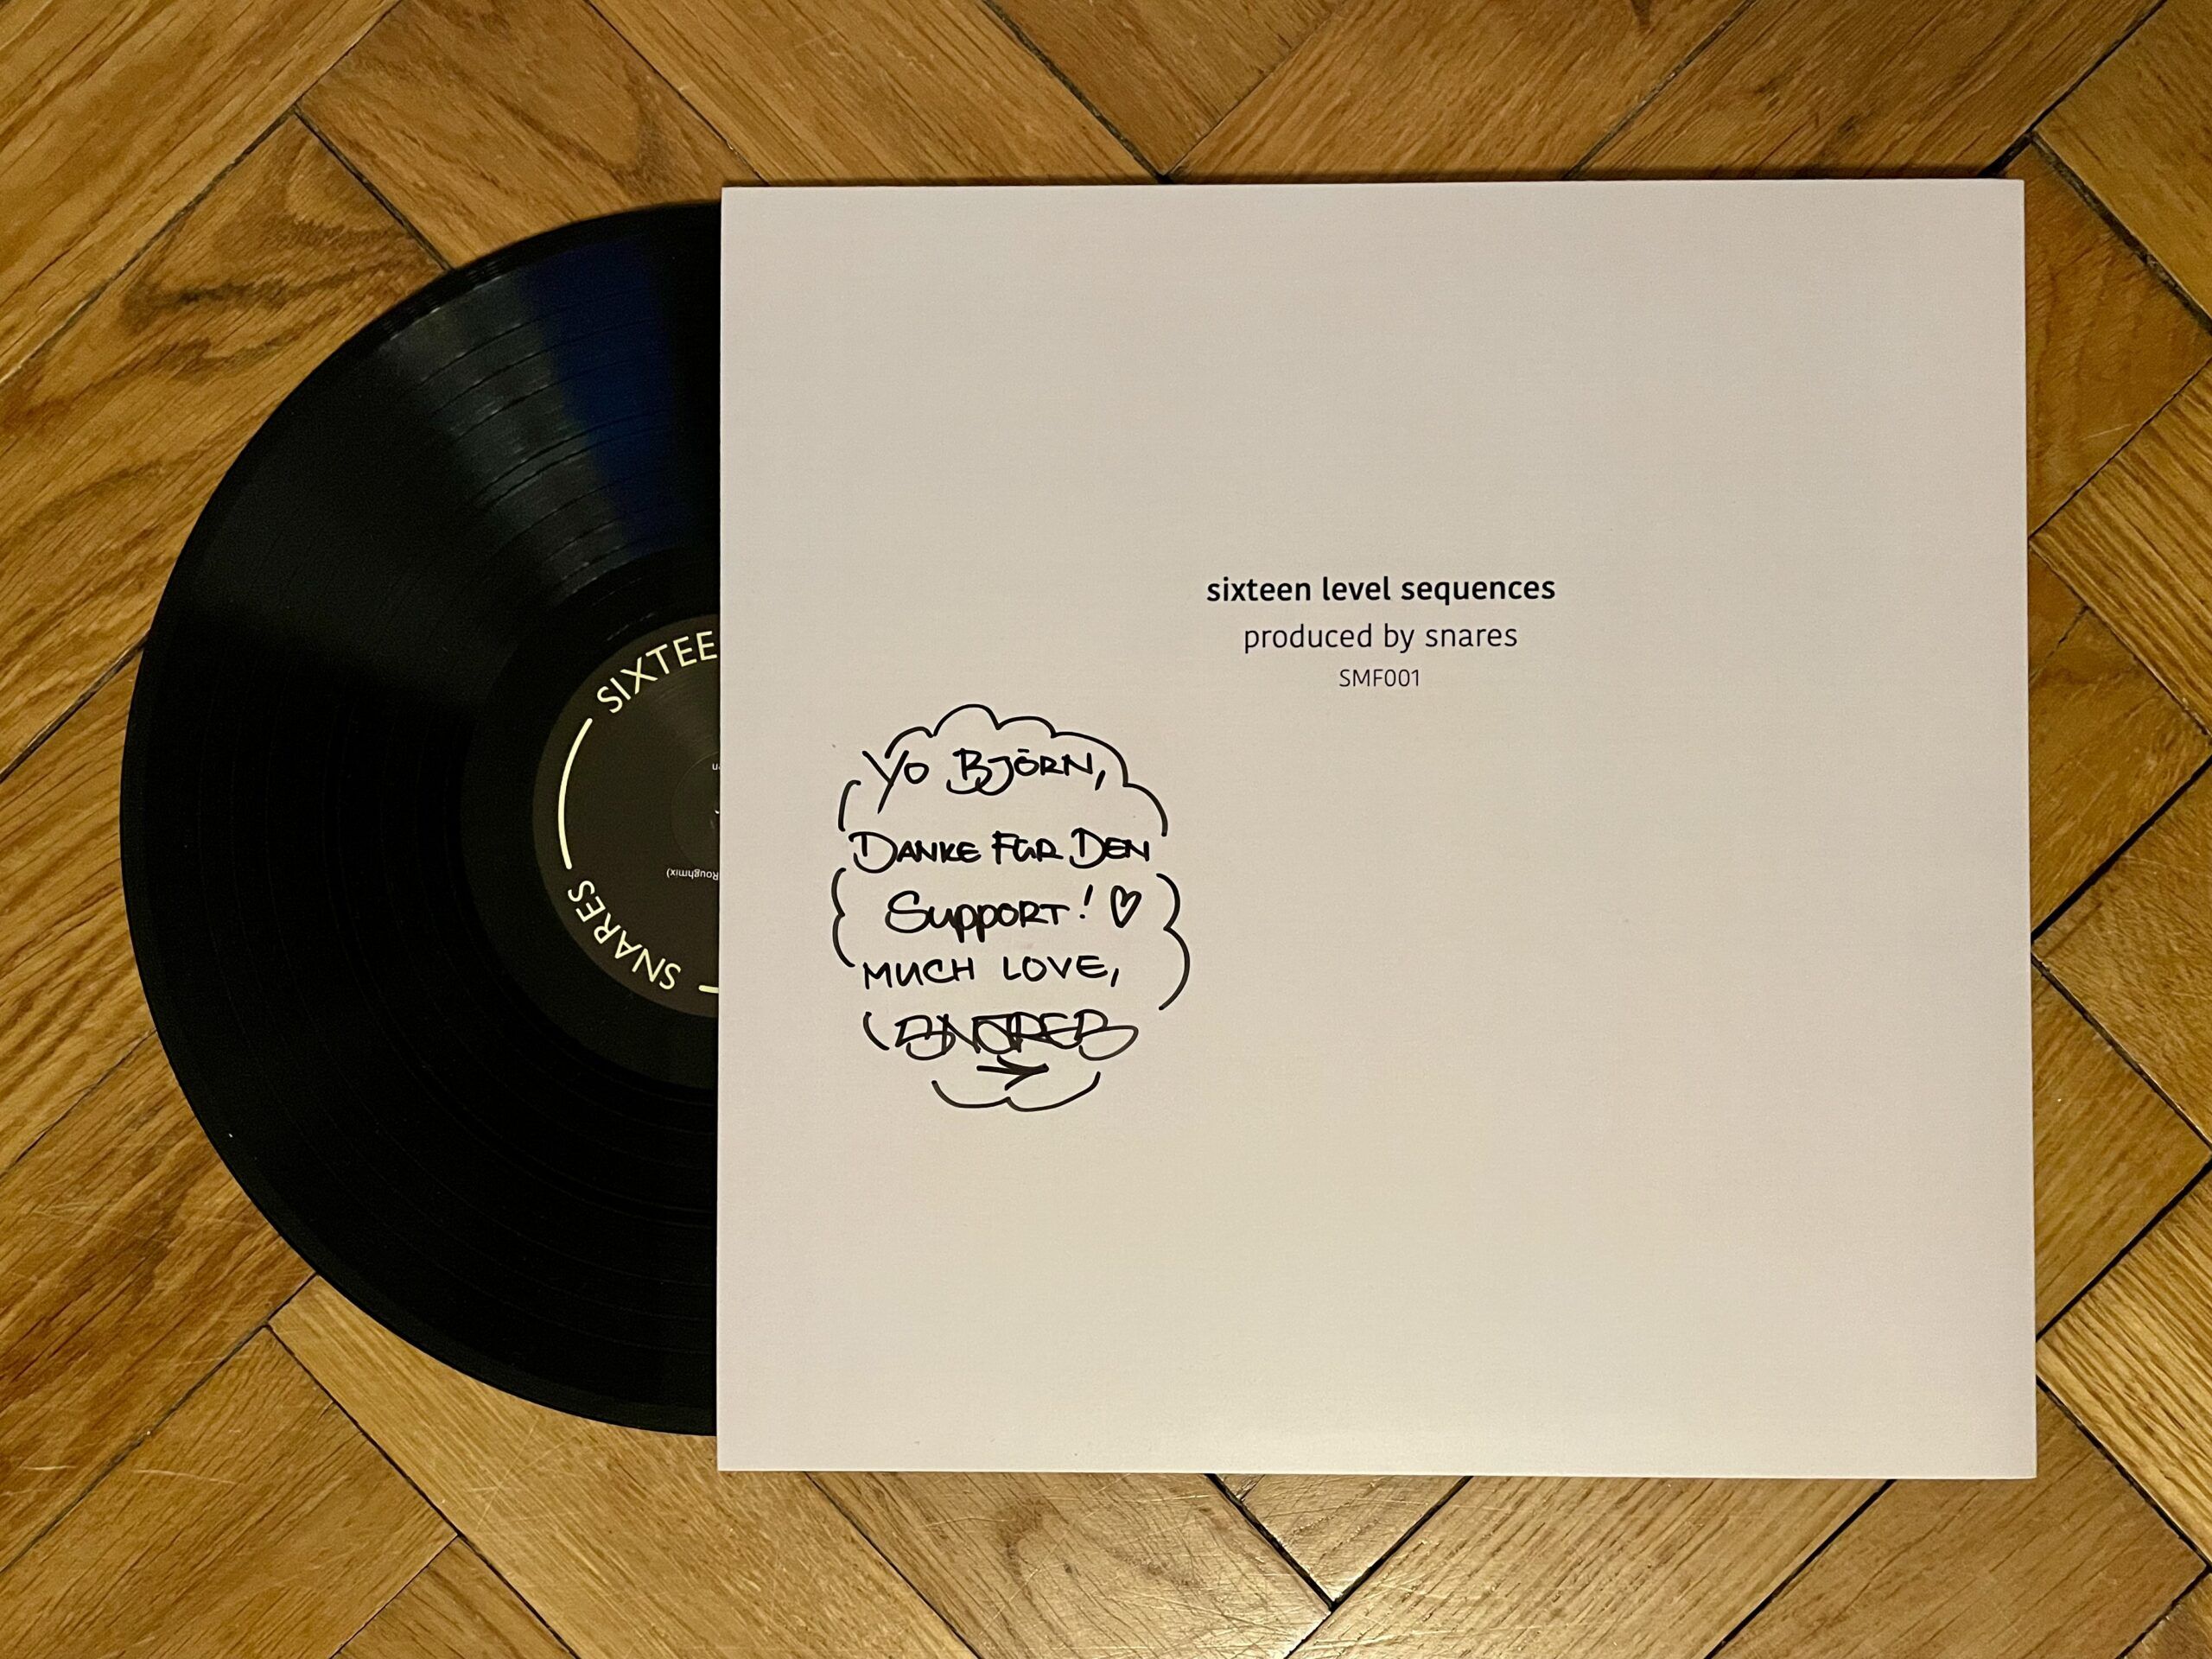 sixteen level sequences
produced by snares
SMF001
YO BJÖRN,
DANKE FÜR DEN
SUPPORT! ♡
MUCH LOVE,
SNARES
SIXTEE
SNARES
Roughmix)